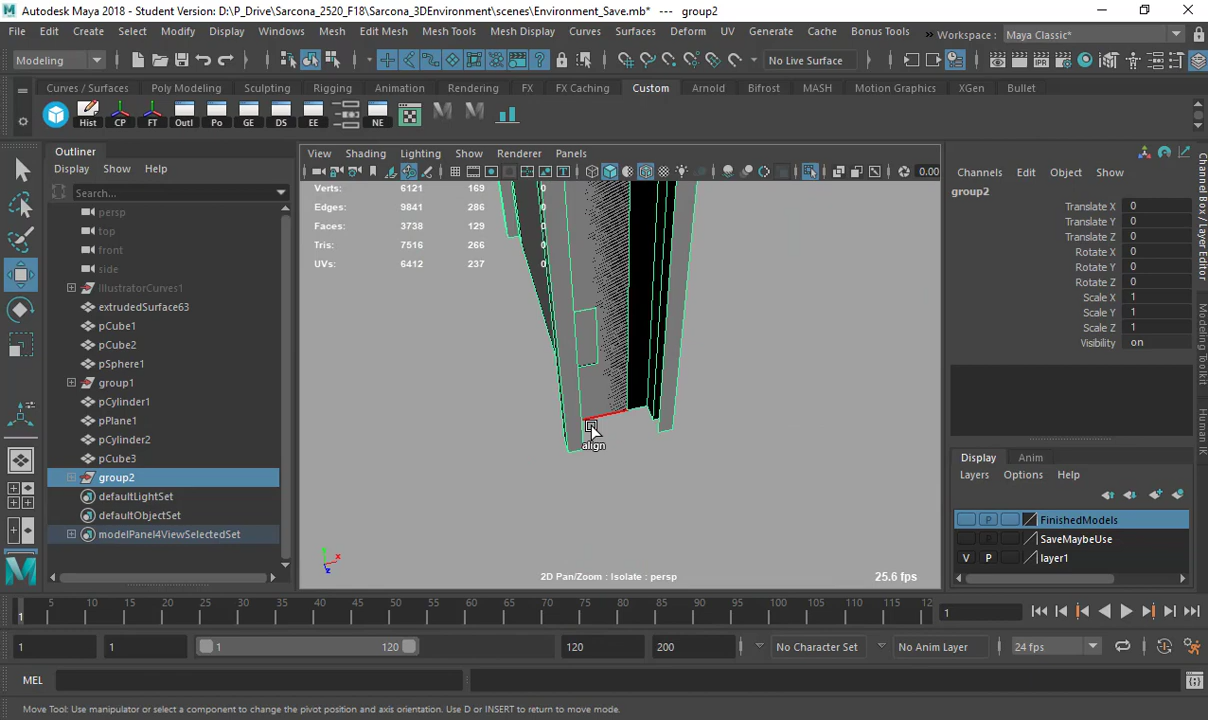 Autodesk Maya 2018 - Student Version: D:\P_Drive\Sarcona_2520_F18\Sarcona_3DEnvironment\scenes\Environment_Save.mb* --- group2
File Edit Create Select Modify Display Windows Mesh Edit Mesh Mesh Tools Mesh Display Curves Surfaces Deform UV Generate Cache Bonus Tools » Workspace : Maya Classic*
Modeling No Live Surface
Curves / Surfaces Poly Modeling Sculpting Rigging Animation Rendering FX FX Caching Custom Arnold Bifrost MASH Motion Graphics XGen Bullet
Hist CP FT Outl Po GE DS EE NE
Outliner
Display Show Help
Search...
persp
top
front
side
IllustratorCurves1
extrudedSurface63
pCube1
pCube2
pSphere1
group1
pCylinder1
pPlane1
pCylinder2
pCube3
group2
defaultLightSet
defaultObjectSet
modelPanel4ViewSelectedSet
View Shading Lighting Show Renderer Panels
0.00
Verts: 6121 169 0
Edges: 9841 286 0
Faces: 3738 129 0
Tris: 7516 266 0
UVs: 6412 237 0
align
2D Pan/Zoom : Isolate : persp
25.6 fps
Channels Edit Object Show
group2
Translate X 0
Translate Y 0
Translate Z 0
Rotate X 0
Rotate Y 0
Rotate Z 0
Scale X 1
Scale Y 1
Scale Z 1
Visibility on
Display Anim
Layers Options Help
P FinishedModels
P SaveMaybeUse
V P layer1
Channel Box / Layer Editor
Modeling Toolkit
Human IK
1 5 10 15 20 25 30 35 40 45 50 55 60 65 70 75 80 85 90 95 100 105 110 115 12 1
1 1 1 120 120 200 No Character Set No Anim Layer 24 fps
MEL
Move Tool: Use manipulator or select a component to change the pivot position and axis orientation. Use D or INSERT to return to move mode.